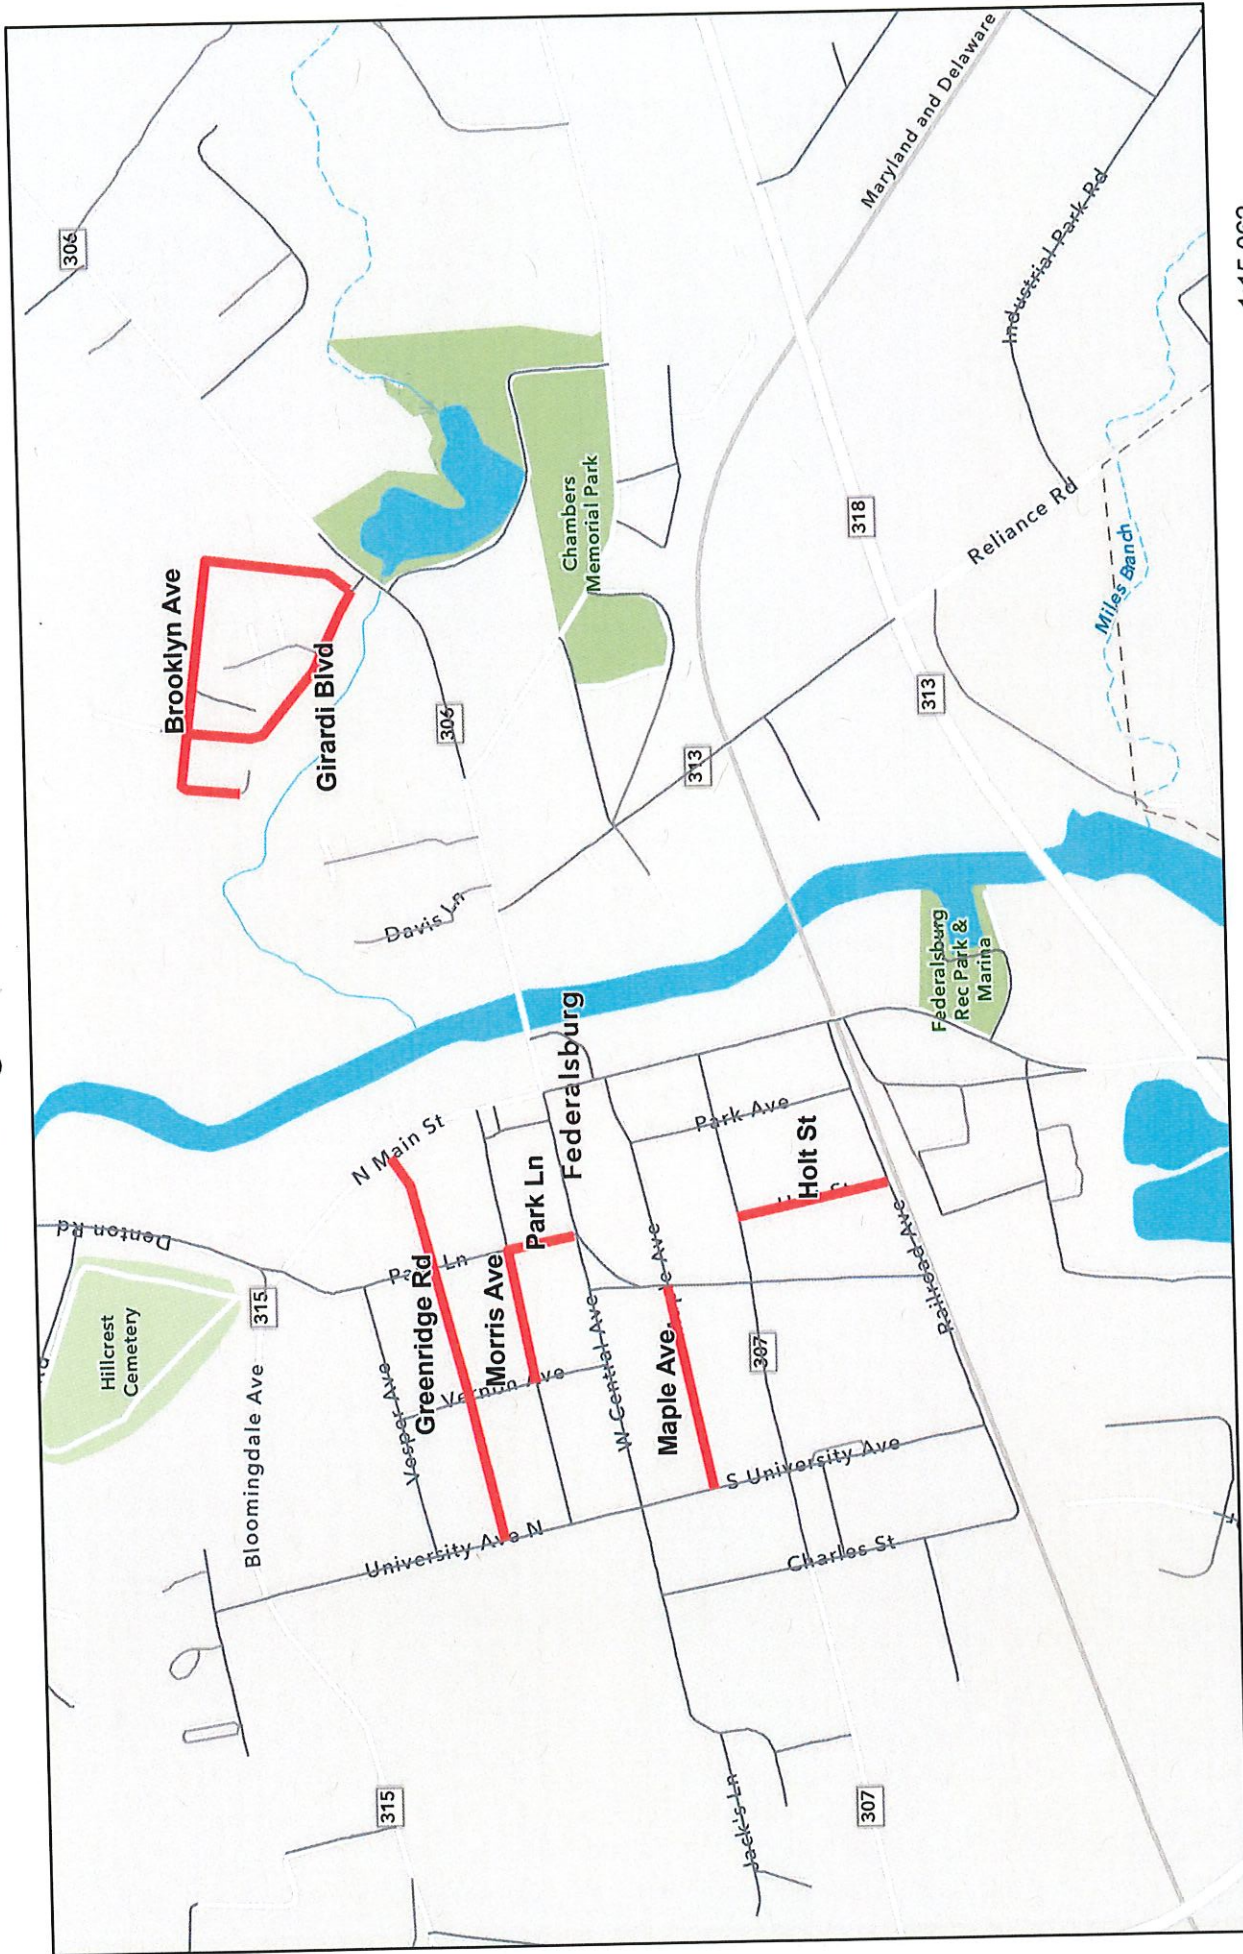 306
Brooklyn Ave
Girardi Blvd
306
Chambers
Memorial Park
Maryland and Delaware
Industrial Park Rd
318
Reliance Rd
Miles Branch
313
313
Davis Ln
Federalsburg
Federalsburg
Rec Park &
Marina
N Main St
Denton Rd
Hillcrest
Cemetery
315
Bloomingdale Ave
Greenridge Rd
Morris Ave
Park Ln
Vesper Ave
Vernon Ave
W Central Ave
Maple Ave
Park Ave
Holt St
307
Railroad Ave
University Ave N
S University Ave
Charles St
315
Jack's Ln
307